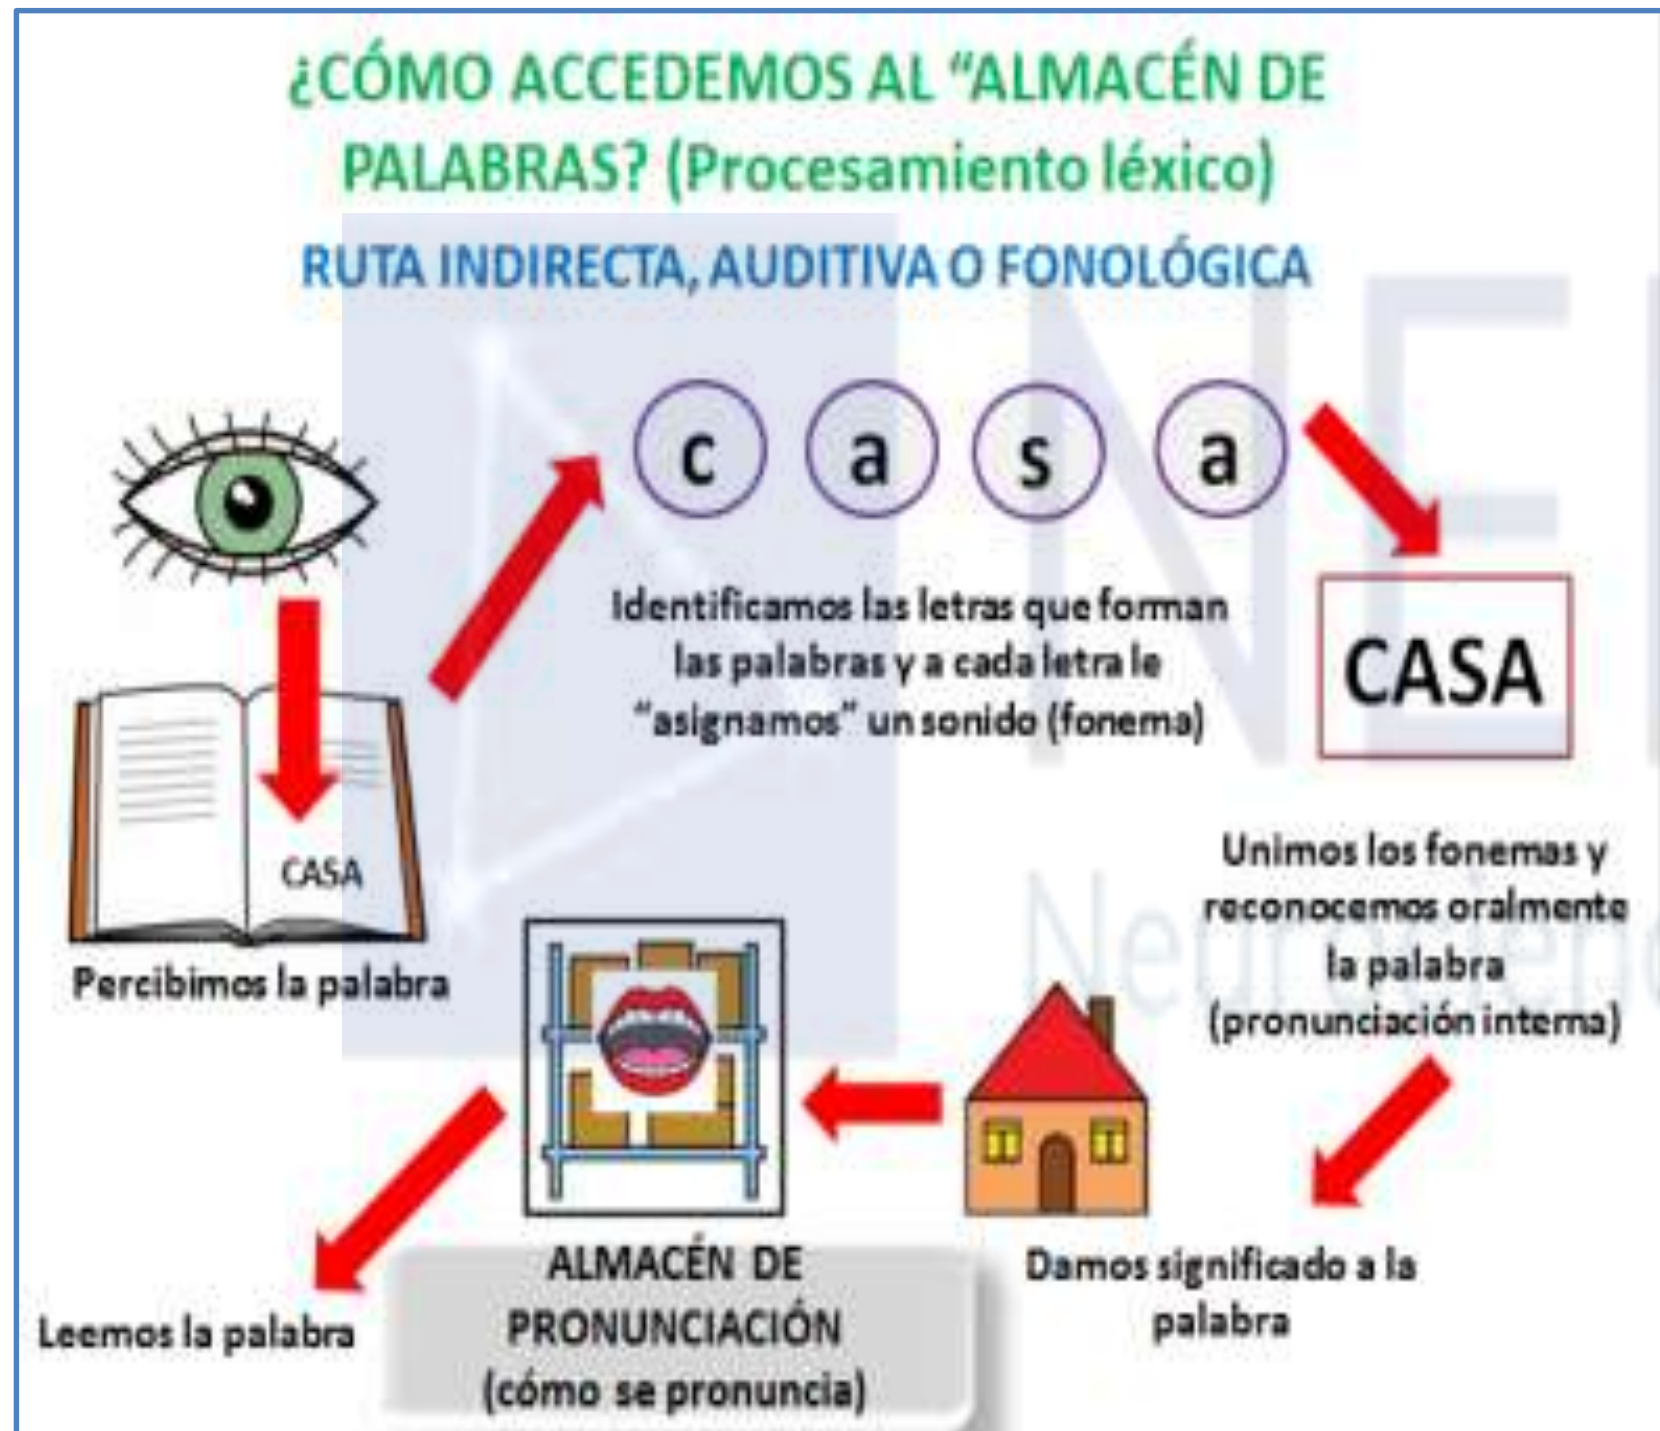 ¿CÓMO ACCEDEMOS AL “ALMACÉN DE
PALABRAS? (Procesamiento léxico)
RUTA INDIRECTA, AUDITIVA O FONOLÓGICA
c a s a
Identificamos las letras que forman
las palabras y a cada letra le
“asignamos” un sonido (fonema)
CASA
CASA
Percibimos la palabra
Unimos los fonemas y
reconocemos oralmente
la palabra
(pronunciación interna)
Damos significado a la
palabra
ALMACÉN DE
PRONUNCIACIÓN
(cómo se pronuncia)
Leemos la palabra